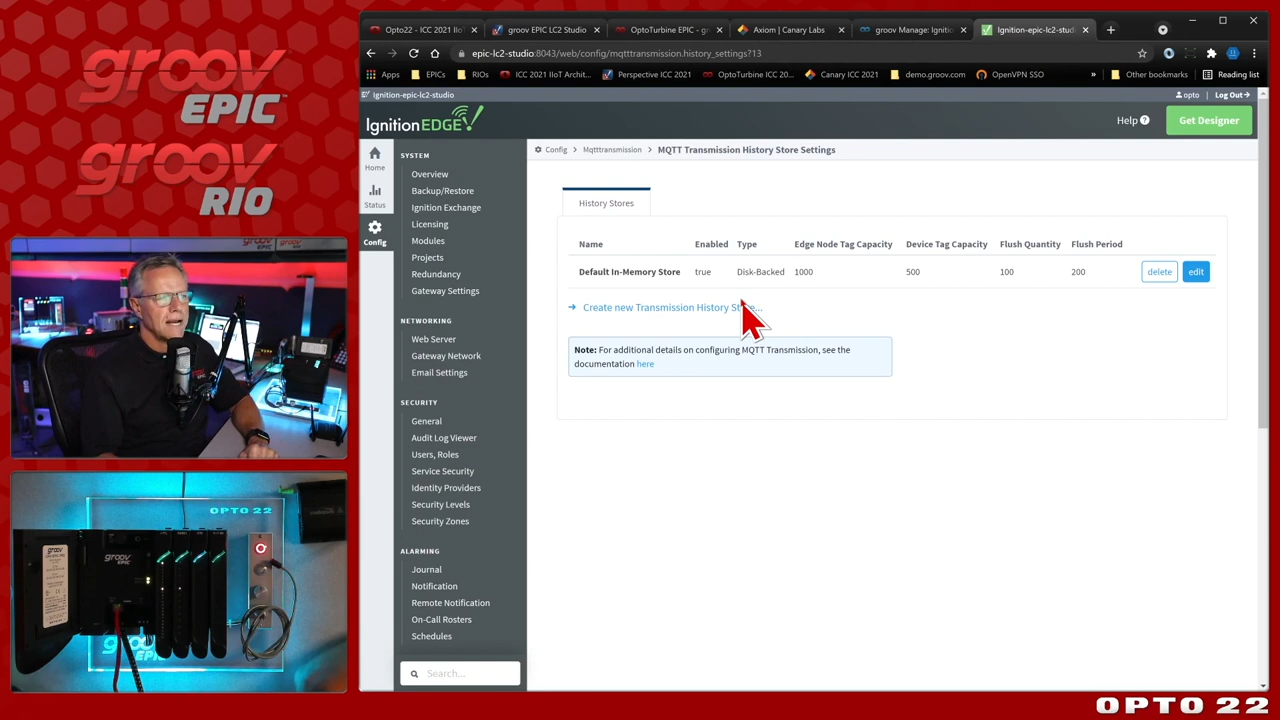 groov
EPIC™
groov
RIO
Opto22 - ICC 2021 IIoT
groov EPIC LC2 Studio
OptoTurbine EPIC - gro
Axiom | Canary Labs
groov Manage: Ignitio
Ignition-epic-lc2-studio
epic-lc2-studio:8043/web/config/mqtttransmission.history_settings?13
Apps
EPICs
RIOs
ICC 2021 IIoT Archit...
Perspective ICC 2021
OptoTurbine ICC 20...
Canary ICC 2021
demo.groov.com
OpenVPN SSO
»
Other bookmarks
Reading list
Ignition-epic-lc2-studio
opto
Log Out
Ignition EDGE!
Help
Get Designer
Home
Status
Config
SYSTEM
Overview
Backup/Restore
Ignition Exchange
Licensing
Modules
Projects
Redundancy
Gateway Settings
NETWORKING
Web Server
Gateway Network
Email Settings
SECURITY
General
Audit Log Viewer
Users, Roles
Service Security
Identity Providers
Security Levels
Security Zones
ALARMING
Journal
Notification
Remote Notification
On-Call Rosters
Schedules
Search...
Config > Mqtttransmission > MQTT Transmission History Store Settings
History Stores
Name Enabled Type Edge Node Tag Capacity Device Tag Capacity Flush Quantity Flush Period
Default In-Memory Store true Disk-Backed 1000 500 100 200 delete edit
Create new Transmission History
Note: For additional details on configuring MQTT Transmission, see the
documentation here
OPTO 22
groov
EPIC
groov
EPIC
OPTO 22